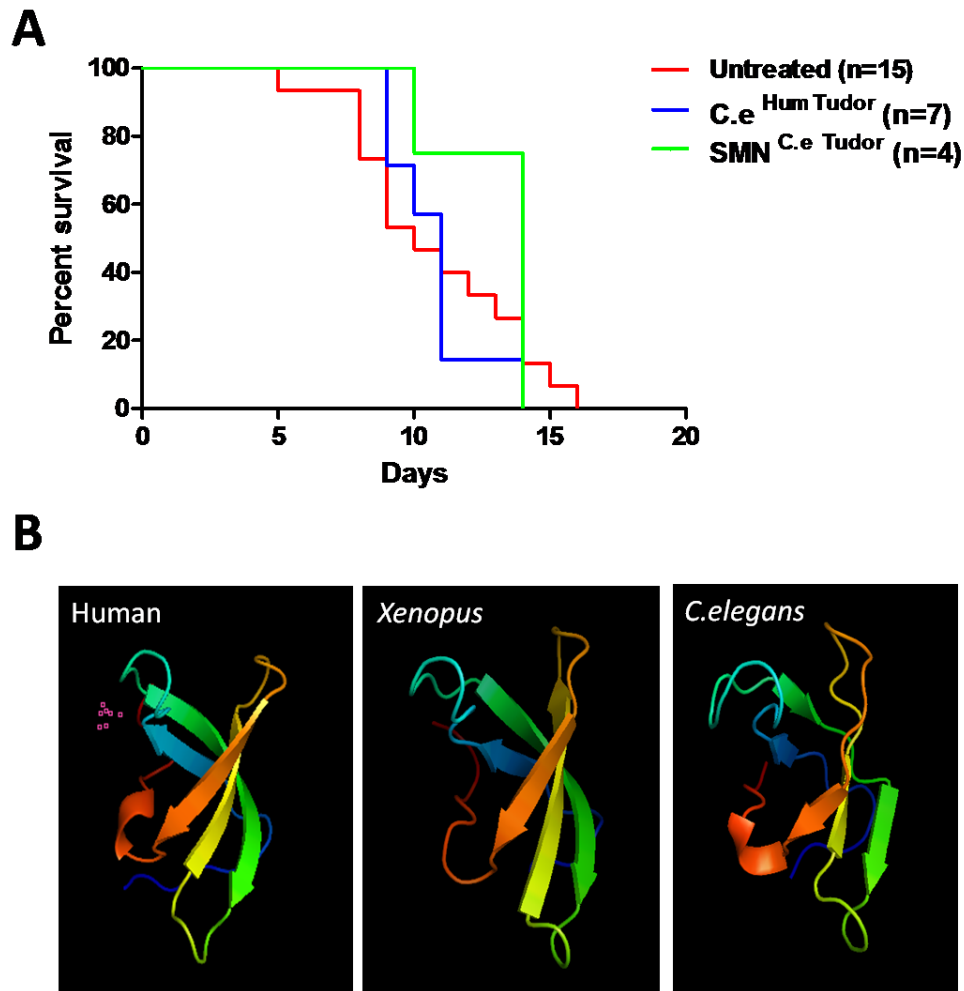 A
100
80
60
40
20
0
Percent survival
0 5 10 15 20
Days
Untreated (n=15)
C.e Hum Tudor (n=7)
SMN C.e Tudor (n=4)
B
Human
Xenopus
C.elegans